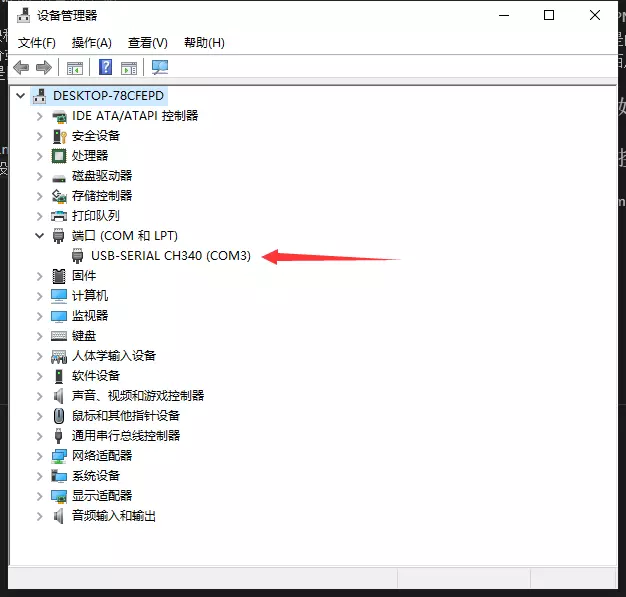 设备管理器
文件(F) 操作(A) 查看(V) 帮助(H)
DESKTOP-78CFEPD
IDE ATA/ATAPI 控制器
安全设备
处理器
磁盘驱动器
存储控制器
打印队列
端口 (COM 和 LPT)
USB-SERIAL CH340 (COM3)
固件
计算机
监视器
键盘
人体学输入设备
软件设备
声音、视频和游戏控制器
鼠标和其他指针设备
通用串行总线控制器
网络适配器
系统设备
显示适配器
音频输入和输出